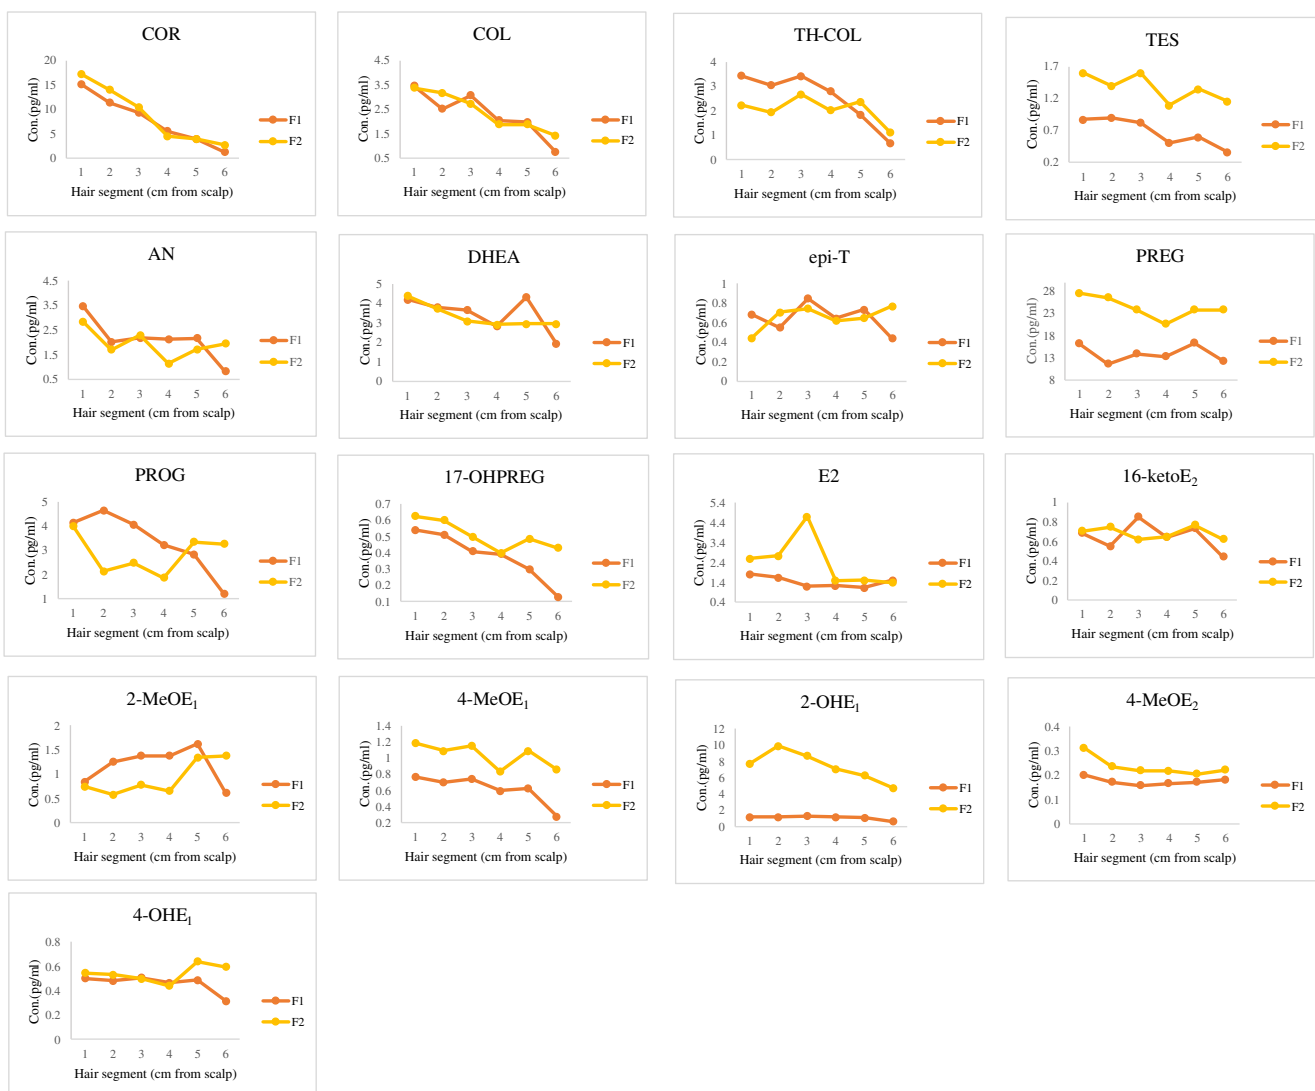 COR
Con.(pg/ml)
20
15
10
5
0
1 2 3 4 5 6
Hair segment (cm from scalp)
F1
F2
COL
Con.(pg/ml)
4.5
3.5
2.5
1.5
0.5
1 2 3 4 5 6
Hair segment (cm from scalp)
F1
F2
TH-COL
Con.(pg/ml)
4
3
2
1
0
1 2 3 4 5 6
Hair segment (cm from scalp)
F1
F2
TES
Con.(pg/ml)
1.7
1.2
0.7
0.2
1 2 3 4 5 6
Hair segment (cm from scalp)
F1
F2
AN
Con.(pg/ml)
4.5
3.5
2.5
1.5
0.5
1 2 3 4 5 6
Hair segment (cm from scalp)
F1
F2
DHEA
Con.(pg/ml)
5
4
3
2
1
0
1 2 3 4 5 6
Hair segment (cm from scalp)
F1
F2
epi-T
Con.(pg/ml)
1
0.8
0.6
0.4
0.2
0
1 2 3 4 5 6
Hair segment (cm from scalp)
F1
F2
PREG
Con.(pg/ml)
28
23
18
13
8
1 2 3 4 5 6
Hair segment (cm from scalp)
F1
F2
PROG
Con.(pg/ml)
5
4
3
2
1
1 2 3 4 5 6
Hair segment (cm from scalp)
F1
F2
17-OHPREG
Con.(pg/ml)
0.7
0.6
0.5
0.4
0.3
0.2
0.1
1 2 3 4 5 6
Hair segment (cm from scalp)
F1
F2
E2
Con.(pg/ml)
5.4
4.4
3.4
2.4
1.4
0.4
1 2 3 4 5 6
Hair segment (cm from scalp)
F1
F2
16-ketoE₂
Con.(pg/ml)
1
0.8
0.6
0.4
0.2
0
1 2 3 4 5 6
Hair segment (cm from scalp)
F1
F2
2-MeOE₁
Con.(pg/ml)
2
1.5
1
0.5
0
1 2 3 4 5 6
Hair segment (cm from scalp)
F1
F2
4-MeOE₁
Con.(pg/ml)
1.4
1.2
1
0.8
0.6
0.4
0.2
1 2 3 4 5 6
Hair segment (cm from scalp)
F1
F2
2-OHE₁
Con.(pg/ml)
12
10
8
6
4
2
0
1 2 3 4 5 6
Hair segment (cm from scalp)
F1
F2
4-MeOE₂
Con.(pg/ml)
0.4
0.3
0.2
0.1
0
1 2 3 4 5 6
Hair segment (cm from scalp)
F1
F2
4-OHE₁
Con.(pg/ml)
0.8
0.6
0.4
0.2
0
1 2 3 4 5 6
Hair segment (cm from scalp)
F1
F2